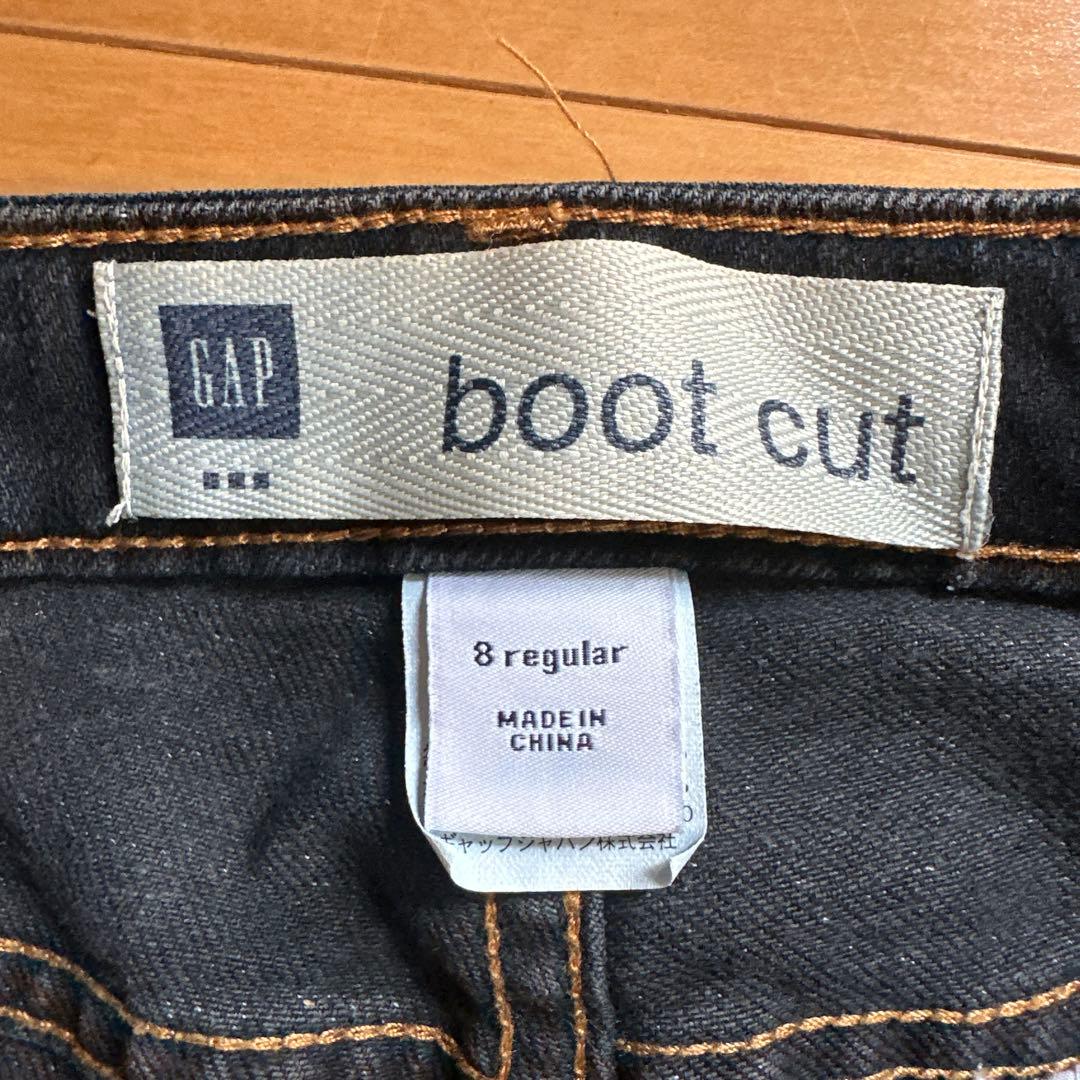 GAP
boot cut
8 regular
MADE IN
CHINA
ギャップジャパン株式会社